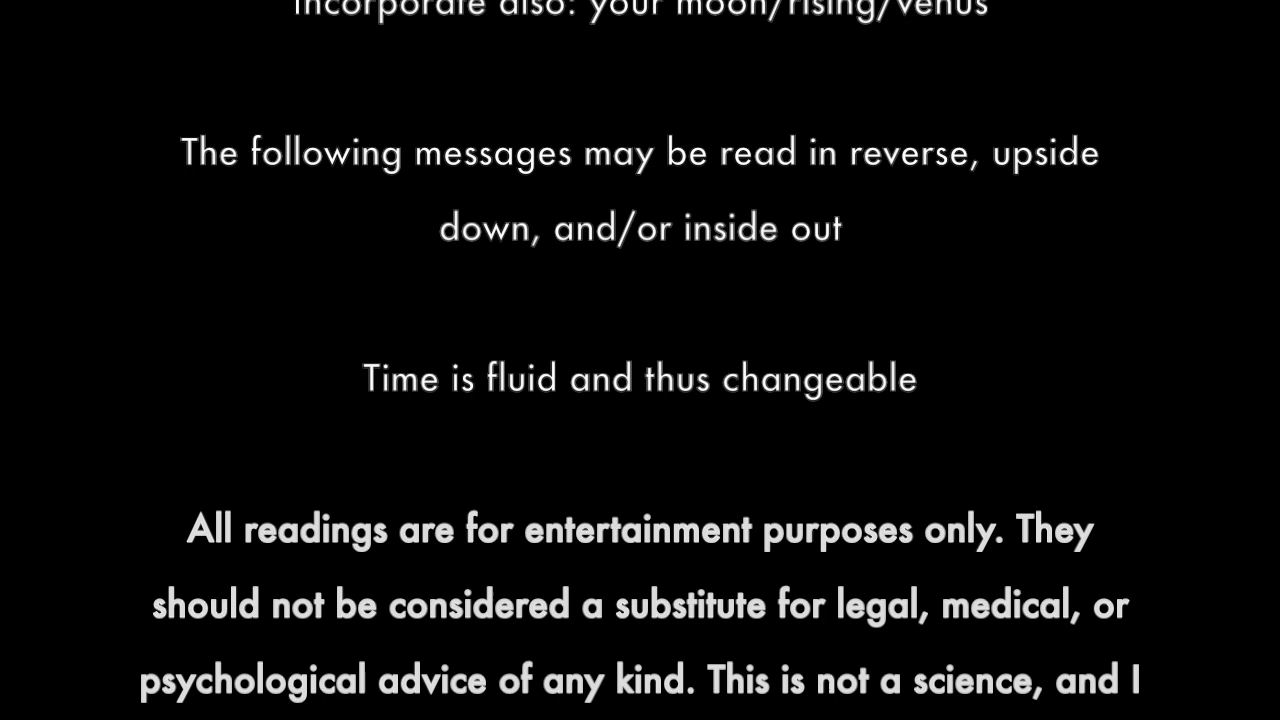 incorporate also: your moon/rising/venus
The following messages may be read in reverse, upside
down, and/or inside out
Time is fluid and thus changeable
All readings are for entertainment purposes only. They
should not be considered a substitute for legal, medical, or
psychological advice of any kind. This is not a science, and I